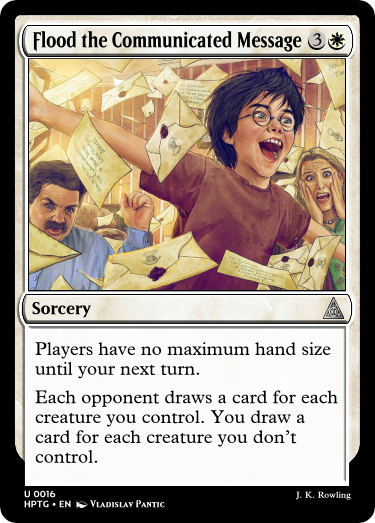 Flood the Communicated Message 3
Sorcery
Players have no maximum hand size
until your next turn.
Each opponent draws a card for each
creature you control. You draw a
card for each creature you don't
control.
U 0016
HPTG • EN Vladislav Pantic
J. K. Rowling